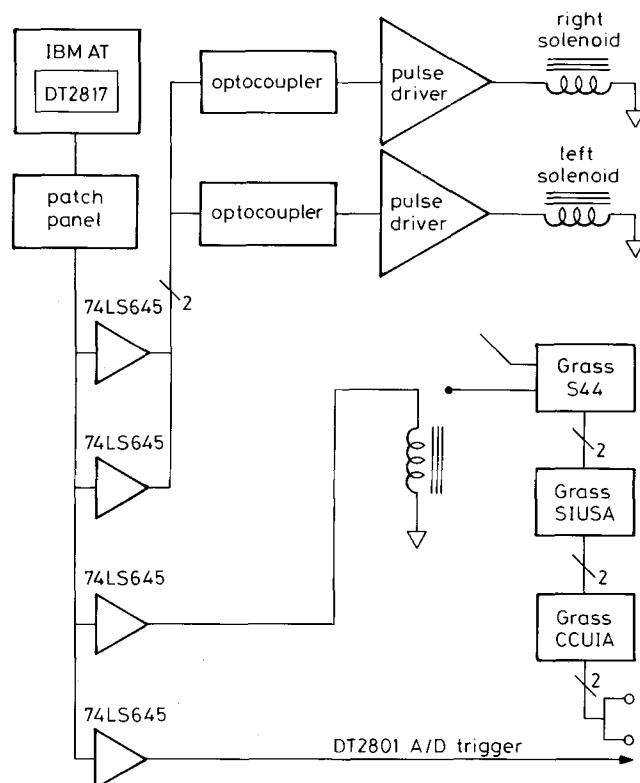 IBM AT
DT2817
patch
panel
optocoupler
pulse
driver
right
solenoid
optocoupler
pulse
driver
left
solenoid
74LS645
2
74LS645
74LS645
74LS645
Grass
S44
2
Grass
SIUSA
2
Grass
CCUIA
2
DT2801 A/D trigger